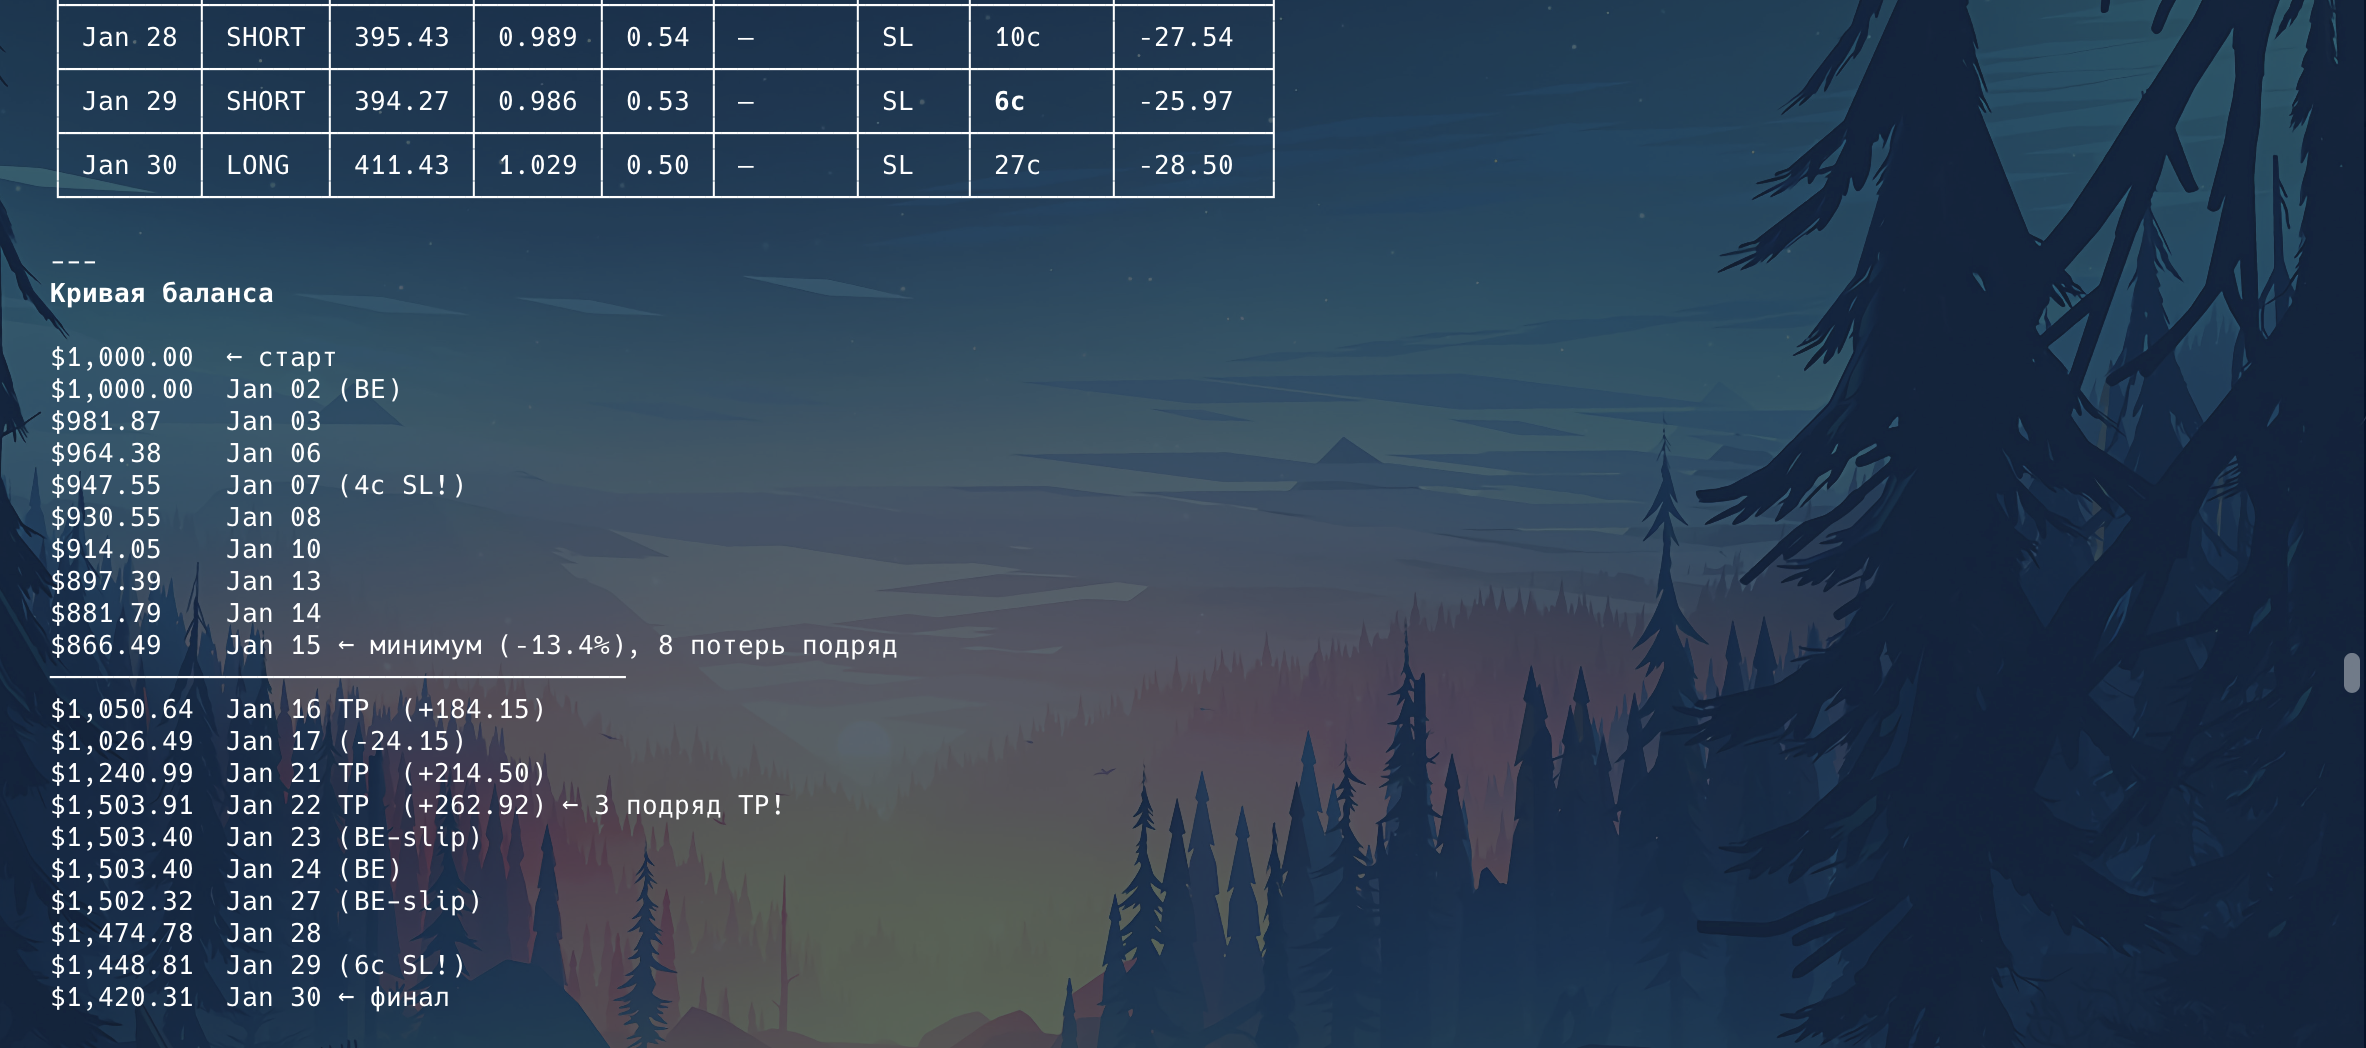 Jan 28 SHORT 395.43 0.989 0.54 — SL 10с -27.54
Jan 29 SHORT 394.27 0.986 0.53 — SL 6с -25.97
Jan 30 LONG 411.43 1.029 0.50 — SL 27с -28.50
---
Кривая баланса
$1,000.00 ← старт
$1,000.00 Jan 02 (BE)
$981.87 Jan 03
$964.38 Jan 06
$947.55 Jan 07 (4с SL!)
$930.55 Jan 08
$914.05 Jan 10
$897.39 Jan 13
$881.79 Jan 14
$866.49 Jan 15 ← минимум (-13.4%), 8 потерь подряд
$1,050.64 Jan 16 TP (+184.15)
$1,026.49 Jan 17 (-24.15)
$1,240.99 Jan 21 TP (+214.50)
$1,503.91 Jan 22 TP (+262.92) ← 3 подряд TP!
$1,503.40 Jan 23 (BE-slip)
$1,503.40 Jan 24 (BE)
$1,502.32 Jan 27 (BE-slip)
$1,474.78 Jan 28
$1,448.81 Jan 29 (6с SL!)
$1,420.31 Jan 30 ← финал